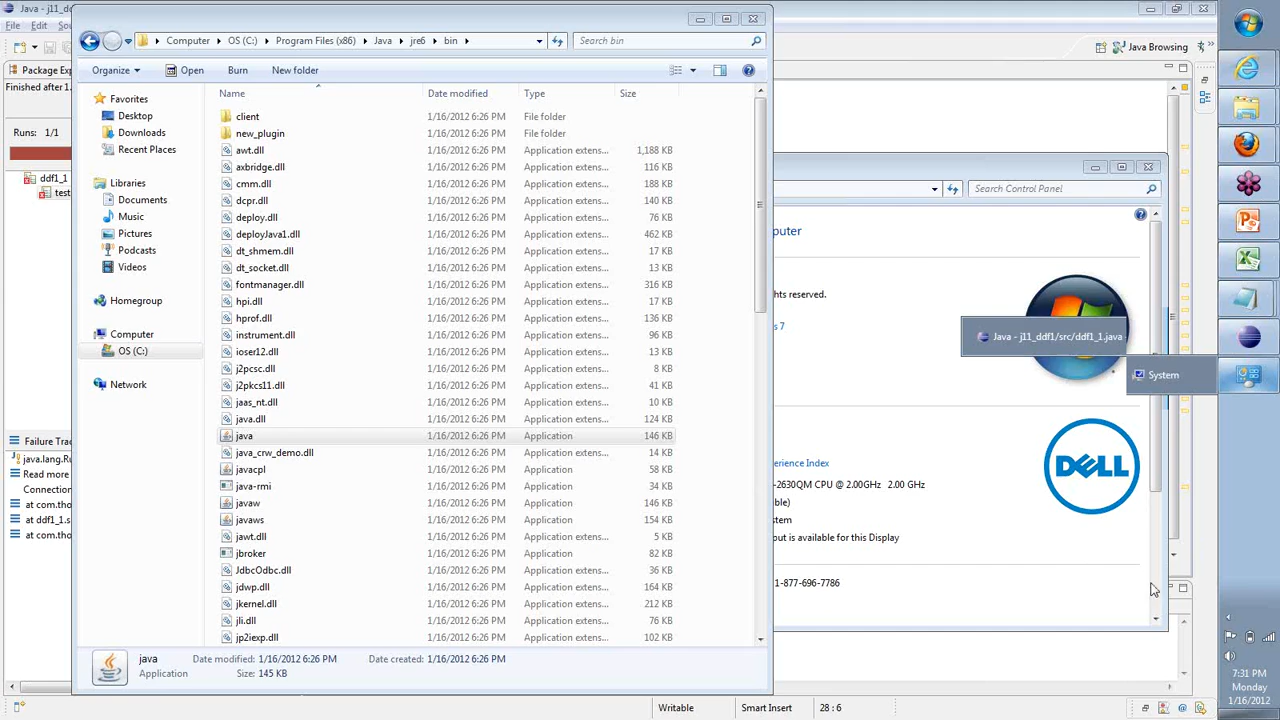 Java - j11_d
File Edit Sou
Package Exp
Finished after 1.
Runs: 1/1
ddf1_1
test
Failure Trac
java.lang.Ru
Read more
Connection
at com.tho
at ddf1_1.s
at com.tho
Computer OS (C:) Program Files (x86) Java jre6 bin
Search bin
Organize Open Burn New folder
Favorites
Desktop
Downloads
Recent Places
Libraries
Documents
Music
Pictures
Podcasts
Videos
Homegroup
Computer
OS (C:)
Network
Name Date modified Type Size
client 1/16/2012 6:26 PM File folder
new_plugin 1/16/2012 6:26 PM File folder
awt.dll 1/16/2012 6:26 PM Application extens... 1,188 KB
axbridge.dll 1/16/2012 6:26 PM Application extens... 116 KB
cmm.dll 1/16/2012 6:26 PM Application extens... 188 KB
dcpr.dll 1/16/2012 6:26 PM Application extens... 140 KB
deploy.dll 1/16/2012 6:26 PM Application extens... 76 KB
deployJava1.dll 1/16/2012 6:26 PM Application extens... 462 KB
dt_shmem.dll 1/16/2012 6:26 PM Application extens... 17 KB
dt_socket.dll 1/16/2012 6:26 PM Application extens... 13 KB
fontmanager.dll 1/16/2012 6:26 PM Application extens... 316 KB
hpi.dll 1/16/2012 6:26 PM Application extens... 17 KB
hprof.dll 1/16/2012 6:26 PM Application extens... 136 KB
instrument.dll 1/16/2012 6:26 PM Application extens... 96 KB
ioser12.dll 1/16/2012 6:26 PM Application extens... 13 KB
j2pcsc.dll 1/16/2012 6:26 PM Application extens... 16 KB
j2pkcs11.dll 1/16/2012 6:26 PM Application extens... 41 KB
jaas_nt.dll 1/16/2012 6:26 PM Application extens... 10 KB
java.dll 1/16/2012 6:26 PM Application extens... 124 KB
java 1/16/2012 6:26 PM Application 146 KB
java_crw_demo.dll 1/16/2012 6:26 PM Application extens... 14 KB
javacpl 1/16/2012 6:26 PM Application 58 KB
java-rmi 1/16/2012 6:26 PM Application 34 KB
javaw 1/16/2012 6:26 PM Application 146 KB
javaws 1/16/2012 6:26 PM Application 154 KB
jawt.dll 1/16/2012 6:26 PM Application extens... 5 KB
jbroker 1/16/2012 6:26 PM Application 82 KB
JdbcOdbc.dll 1/16/2012 6:26 PM Application extens... 36 KB
jdwp.dll 1/16/2012 6:26 PM Application extens... 164 KB
jkernel.dll 1/16/2012 6:26 PM Application extens... 212 KB
jli.dll 1/16/2012 6:26 PM Application extens... 76 KB
jp2iexp.dll 1/16/2012 6:26 PM Application extens... 102 KB
java Date modified: 1/16/2012 6:26 PM Date created: 1/16/2012 6:26 PM
Application Size: 145 KB
Java Browsing
Search Control Panel
puter
hts reserved.
s 7
Java - j11_ddf1/src/ddf1_1.java
System
DELL
erience Index
-2630QM CPU @ 2.00GHz 2.00 GHz
ble)
stem
put is available for this Display
1-877-696-7786
Writable Smart Insert 28 : 6
7:31 PM
Monday
1/16/2012